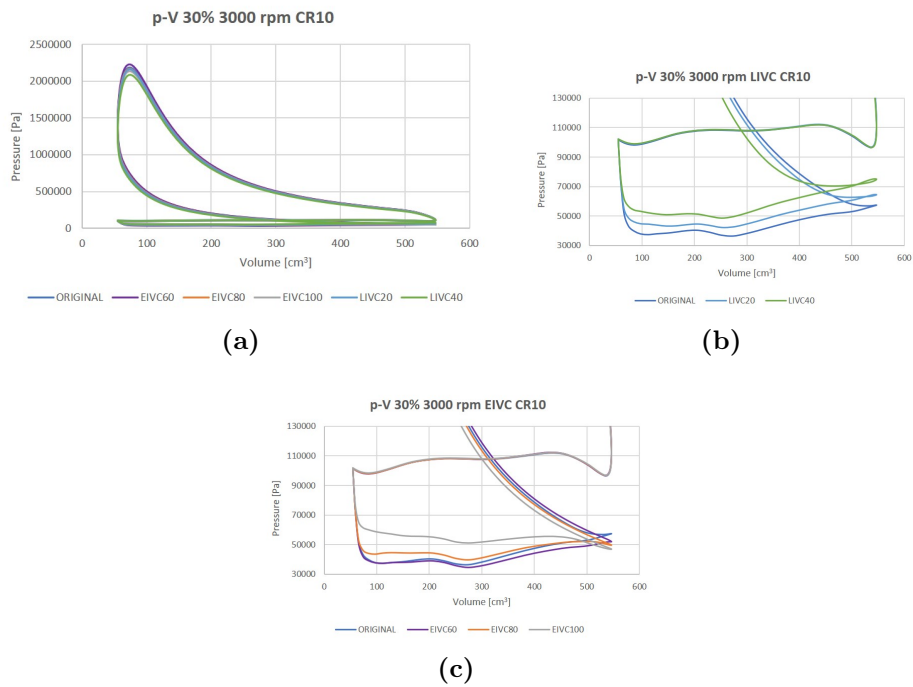 p-V 30% 3000 rpm CR10
2500000
2000000
1500000
1000000
500000
0
Pressure [Pa]
0 100 200 300 400 500 600
Volume [cm³]
ORIGINAL EIVC60 EIVC80 EIVC100 LIVC20 LIVC40
(a)
p-V 30% 3000 rpm LIVC CR10
130000
110000
90000
70000
50000
30000
Pressure [Pa]
0 100 200 300 400 500 600
Volume [cm³]
ORIGINAL LIVC20 LIVC40
(b)
p-V 30% 3000 rpm EIVC CR10
130000
110000
90000
70000
50000
30000
Pressure [Pa]
0 100 200 300 400 500 600
Volume [cm³]
ORIGINAL EIVC60 EIVC80 EIVC100
(c)